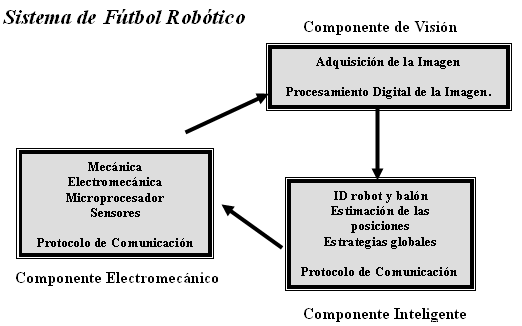 Sistema de Fútbol Robótico
Componente de Visión
Adquisición de la Imagen
Procesamiento Digital de la Imagen.
Mecánica
Electromecánica
Microprocesador
Sensores
Protocolo de Comunicación
Componente Electromecánico
ID robot y balón
Estimación de las
posiciones
Estrategias globales
Protocolo de Comunicación
Componente Inteligente